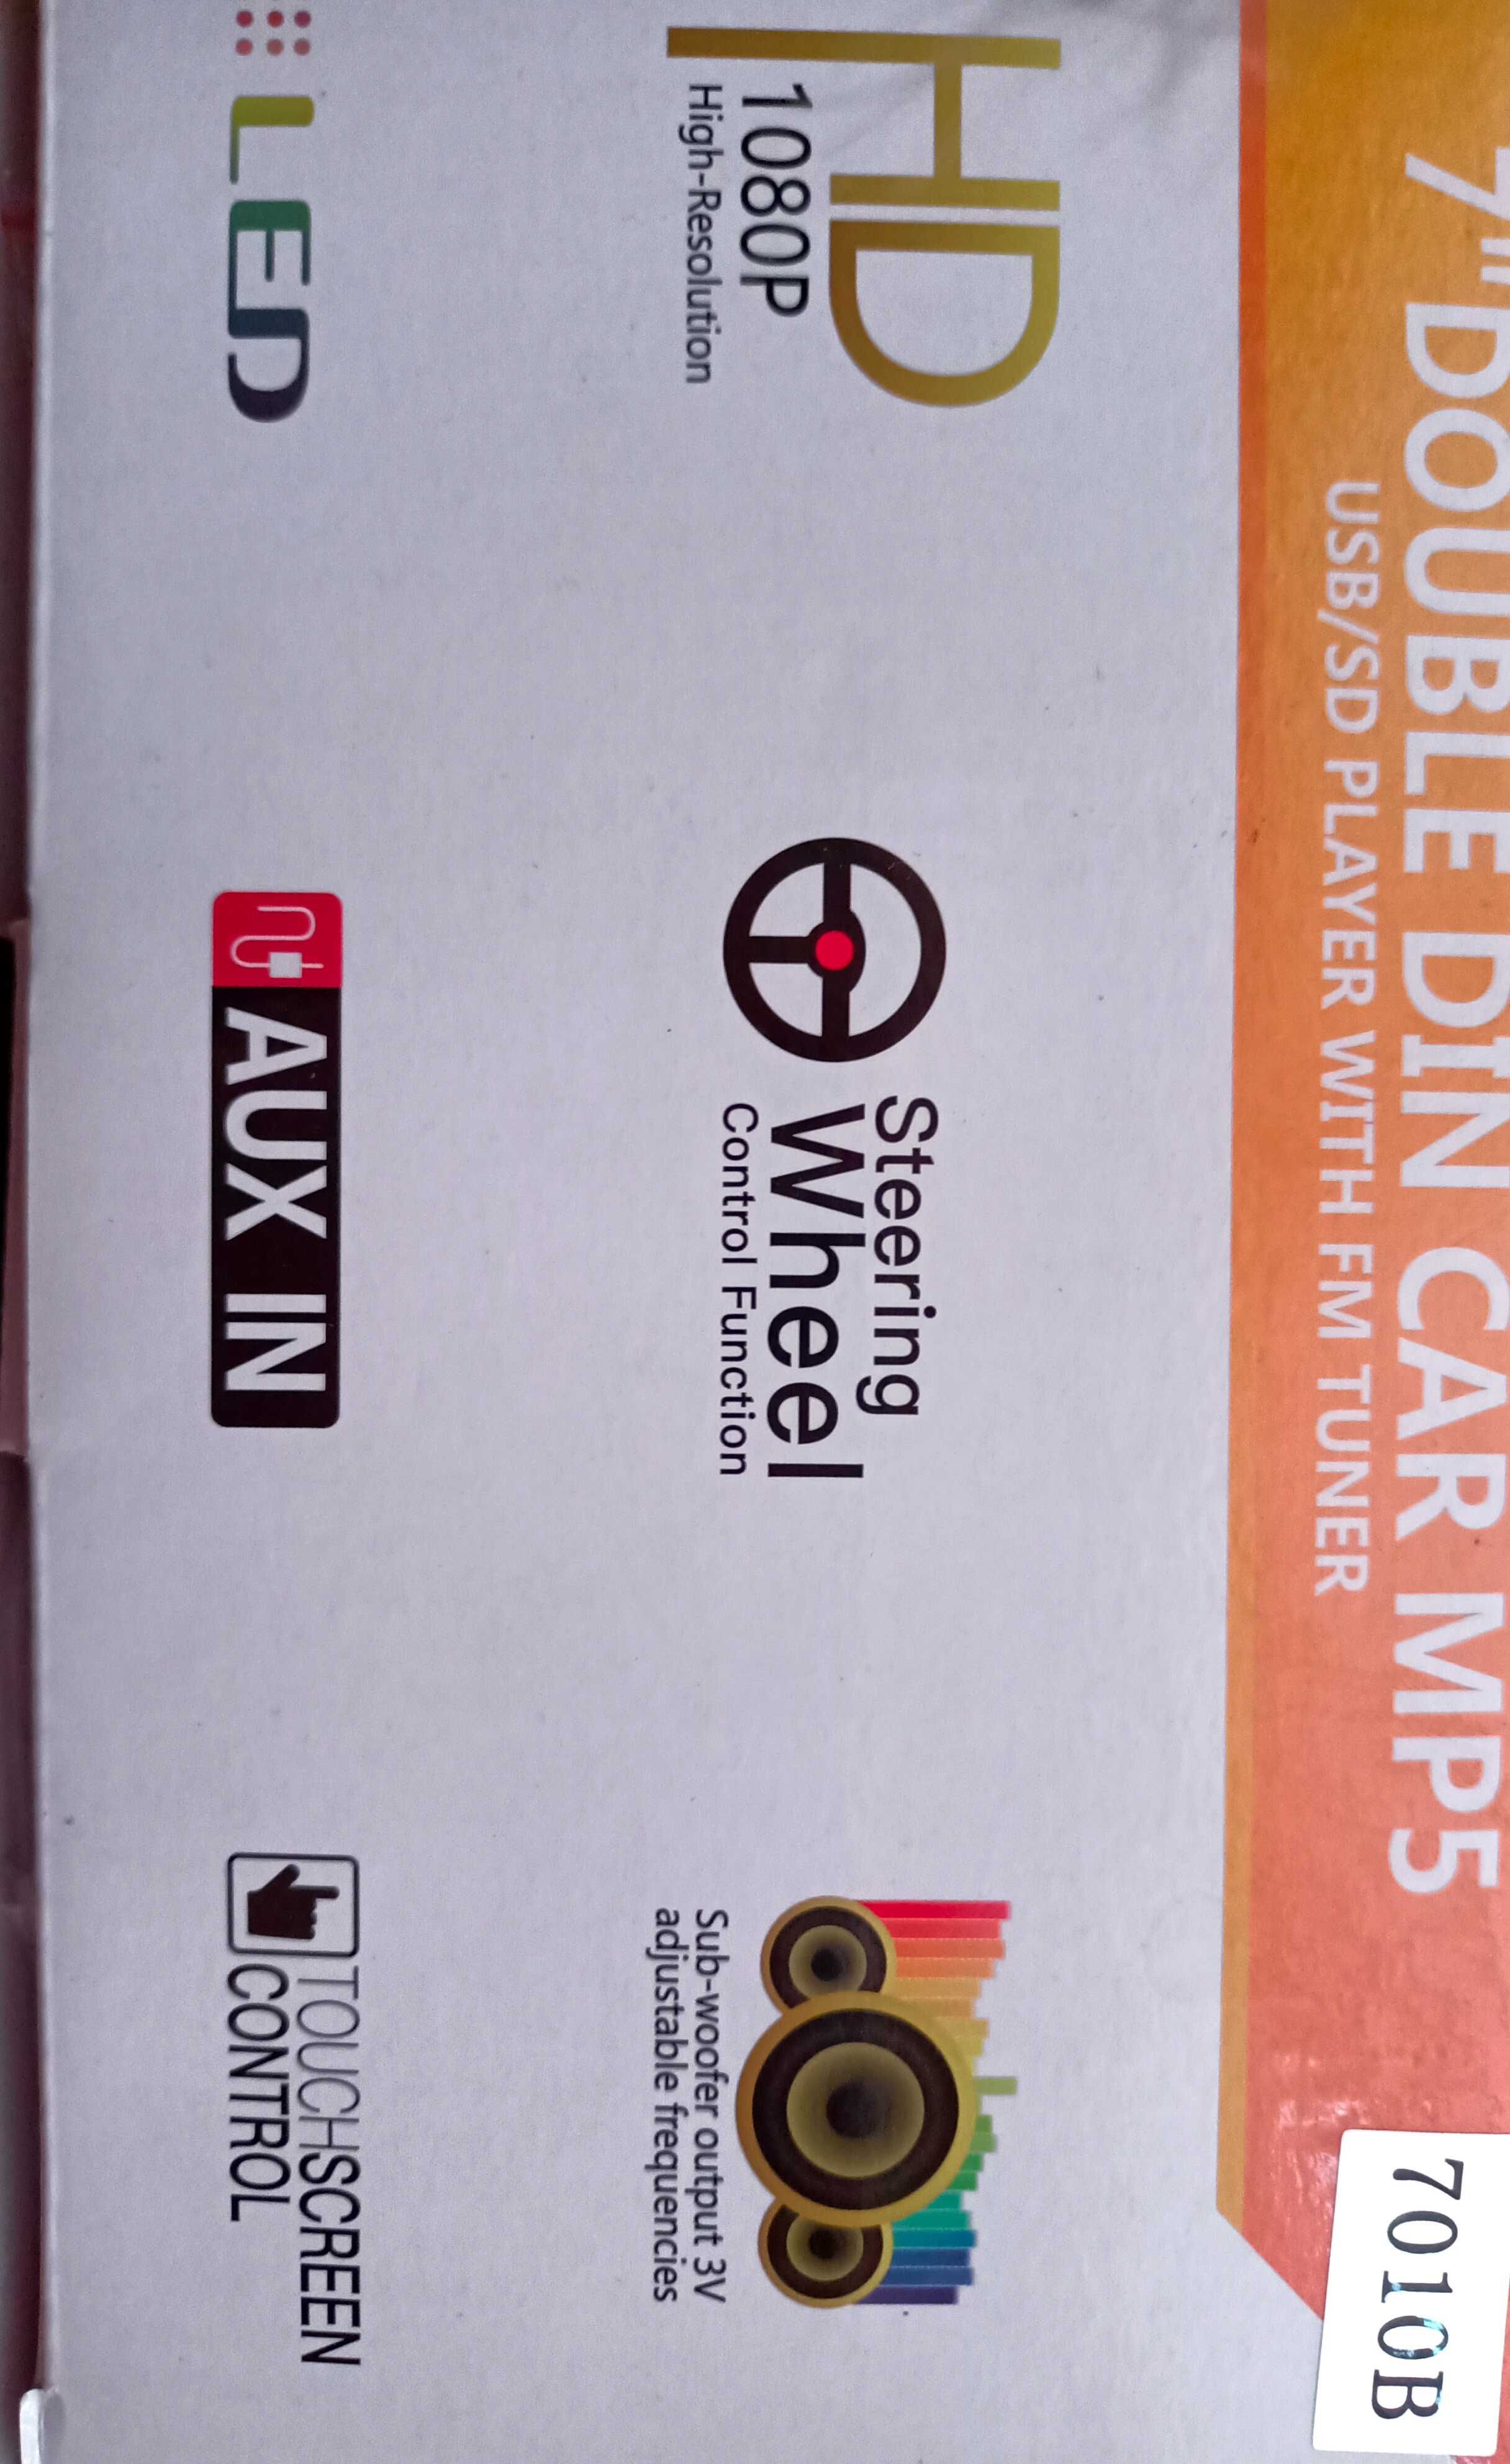 7"DOUBLE DIN CAR MP5
USB/SD PLAYER WITH FM TUNER
7010B
HD
1080P
High-Resolution
Steering
Wheel
Control Function
Sub-woofer output 3V
adjustable frequencies
LED
AUX IN
TOUCHSCREEN
CONTROL